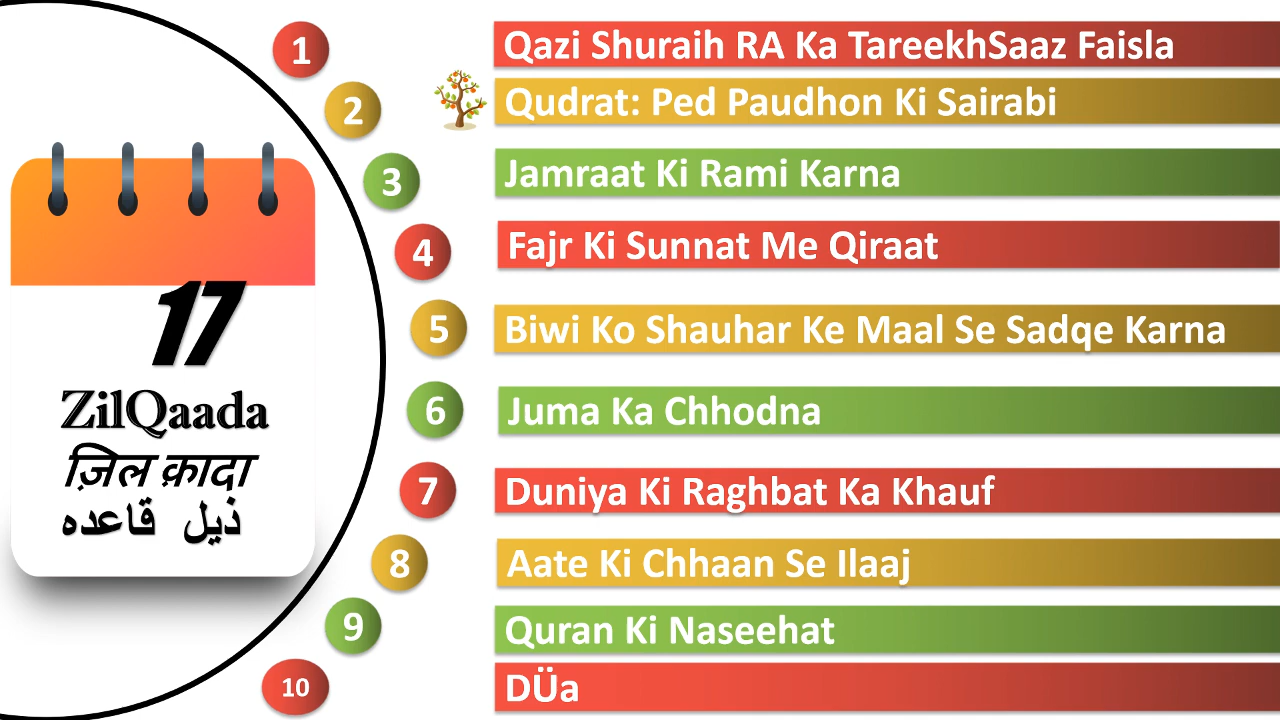 17
ZilQaada
ज़िल क़ादा
ذیل قاعدہ
1 Qazi Shuraih RA Ka TareekhSaaz Faisla
2 Qudrat: Ped Paudhon Ki Sairabi
3 Jamraat Ki Rami Karna
4 Fajr Ki Sunnat Me Qiraat
5 Biwi Ko Shauhar Ke Maal Se Sadqe Karna
6 Juma Ka Chhodna
7 Duniya Ki Raghbat Ka Khauf
8 Aate Ki Chhaan Se Ilaaj
9 Quran Ki Naseehat
10 DÜa